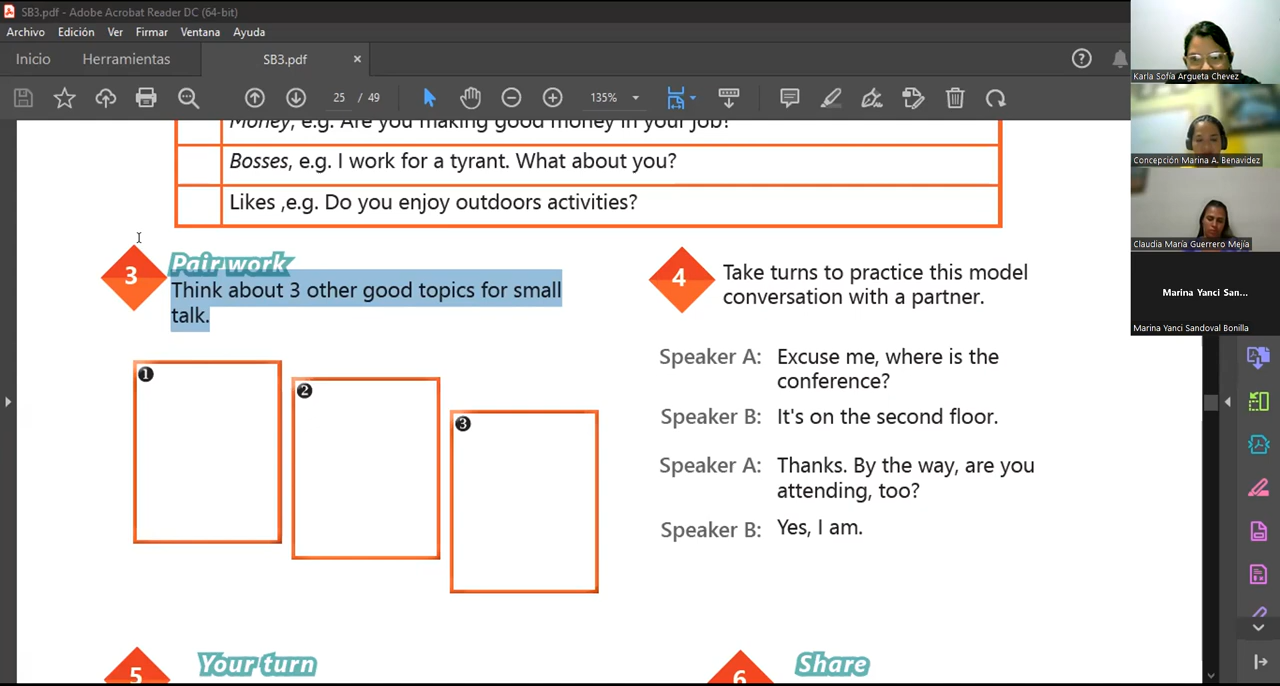 SB3.pdf - Adobe Acrobat Reader DC (64-bit)
Archivo Edición Ver Firmar Ventana Ayuda
Inicio Herramientas SB3.pdf ×
25 / 49 135%
Money, e.g. Are you making good money in your job?
Bosses, e.g. I work for a tyrant. What about you?
Likes ,e.g. Do you enjoy outdoors activities?
3 Pair work
Think about 3 other good topics for small
talk.
1
2
3
4 Take turns to practice this model
conversation with a partner.
Speaker A: Excuse me, where is the
conference?
Speaker B: It's on the second floor.
Speaker A: Thanks. By the way, are you
attending, too?
Speaker B: Yes, I am.
5 Your turn
6 Share
Karla Sofía Argueta Chevez
Concepción Marina A. Benavidez
Claudia María Guerrero Mejía
Marina Yanci San...
Marina Yanci Sandoval Bonilla